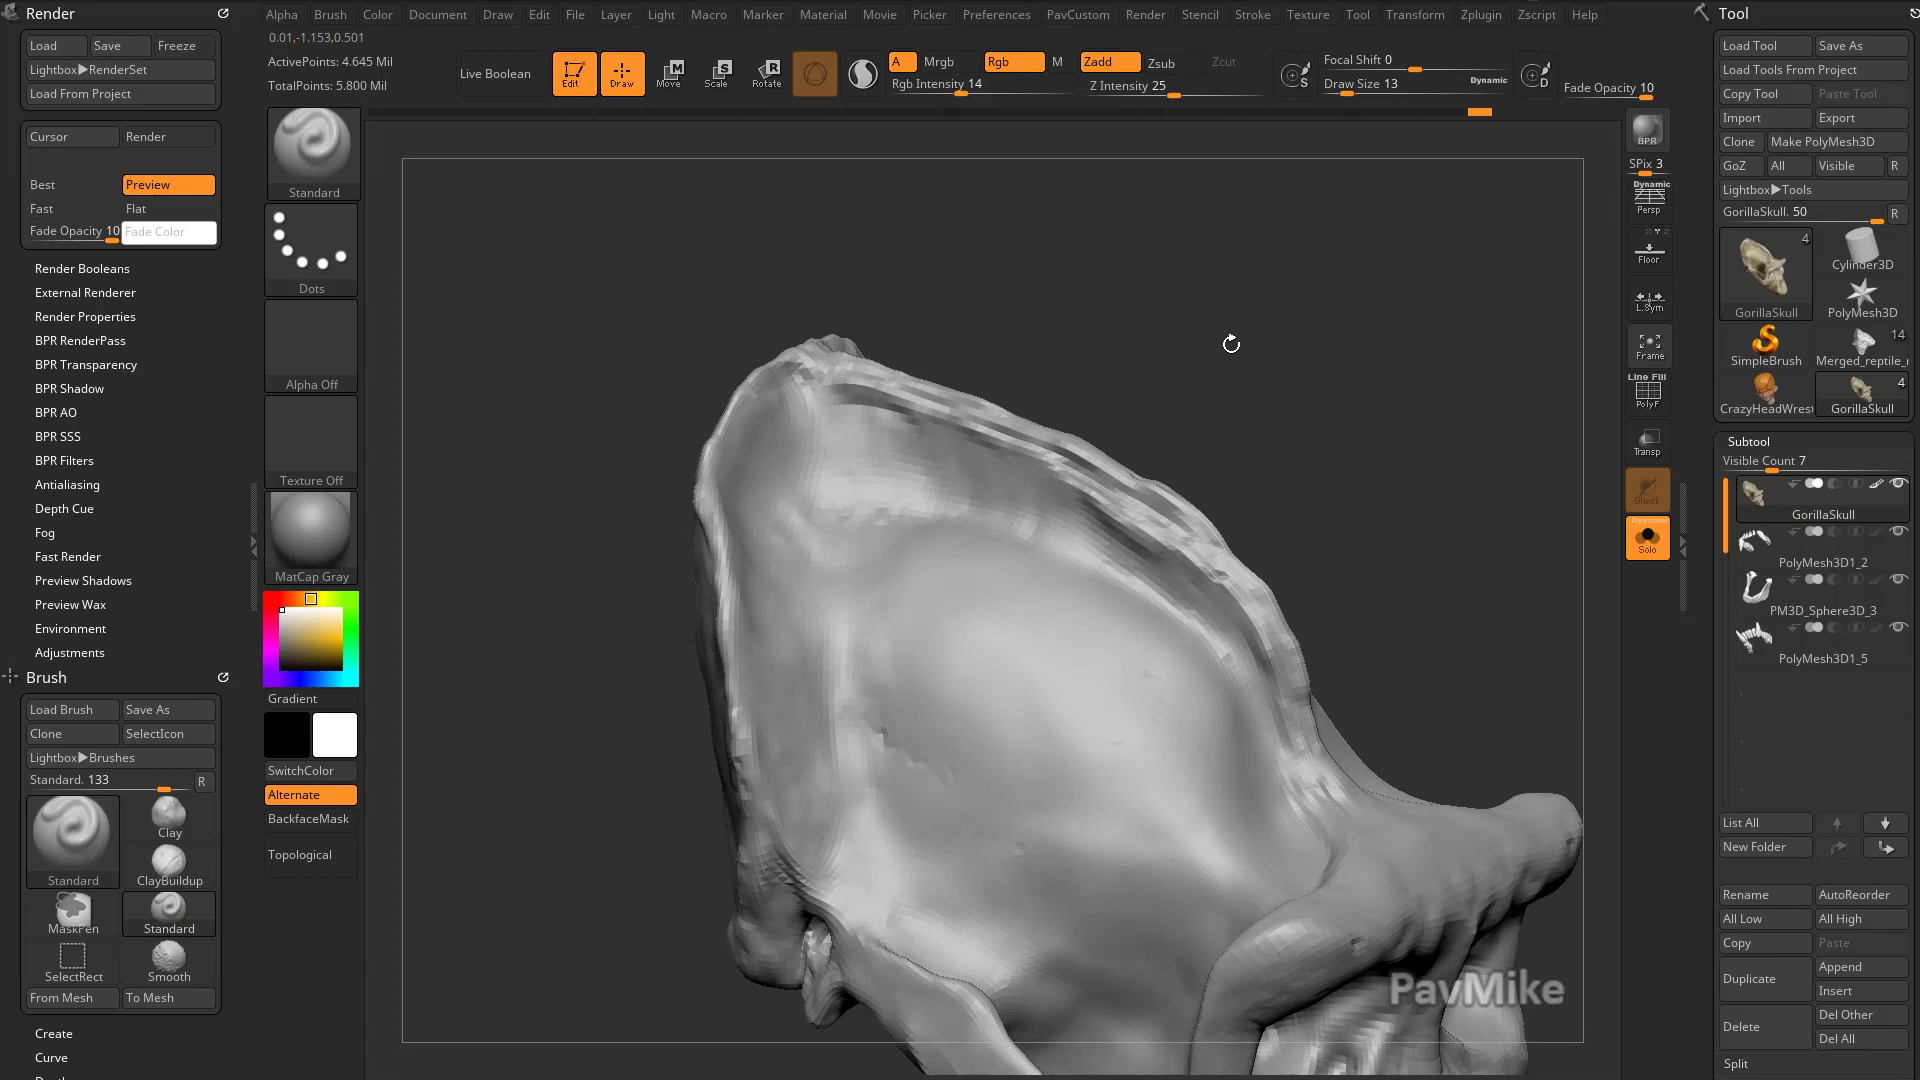 Render
Load
Save
Freeze
Lightbox▶RenderSet
Load From Project
Cursor
Render
Best
Preview
Fast
Flat
Fade Opacity 10
Fade Color
Render Booleans
External Renderer
Render Properties
BPR RenderPass
BPR Transparency
BPR Shadow
BPR AO
BPR SSS
BPR Filters
Antialiasing
Depth Cue
Fog
Fast Render
Preview Shadows
Preview Wax
Environment
Adjustments
Brush
Load Brush
Save As
Clone
SelectIcon
Lightbox▶Brushes
Standard. 133
R
Standard
Clay
ClayBuildup
MaskPen
Standard
SelectRect
Smooth
From Mesh
To Mesh
Create
Curve
Alpha Brush Color Document Draw Edit File Layer Light Macro Marker Material Movie Picker Preferences PavCustom Render Stencil Stroke Texture Tool Transform Zplugin Zscript Help
0.01,-1.153,0.501
ActivePoints: 4.645 Mil
TotalPoints: 5.800 Mil
Live Boolean
Edit
Draw
Move
Scale
Rotate
A
Mrgb
Rgb
M
Rgb Intensity 14
Zadd
Zsub
Zcut
Z Intensity 25
S
Focal Shift 0
Draw Size 13
Dynamic
D
Fade Opacity 10
Standard
Dots
Alpha Off
Texture Off
MatCap Gray
Gradient
SwitchColor
Alternate
BackfaceMask
Topological
PavMike
BPR
SPix 3
Dynamic
Persp
Floor
L.Sym
Frame
Line Fill
PolyF
Transp
Ghost
Dynamic
Solo
Tool
Load Tool
Save As
Load Tools From Project
Copy Tool
Paste Tool
Import
Export
Clone
Make PolyMesh3D
GoZ
All
Visible
R
Lightbox▶Tools
GorillaSkull. 50
R
4
GorillaSkull
Cylinder3D
PolyMesh3D
SimpleBrush
14
Merged_reptile_r
CrazyHeadWrest
4
GorillaSkull
Subtool
Visible Count 7
GorillaSkull
PolyMesh3D1_2
PM3D_Sphere3D_3
PolyMesh3D1_5
List All
New Folder
Rename
AutoReorder
All Low
All High
Copy
Paste
Duplicate
Append
Insert
Delete
Del Other
Del All
Split